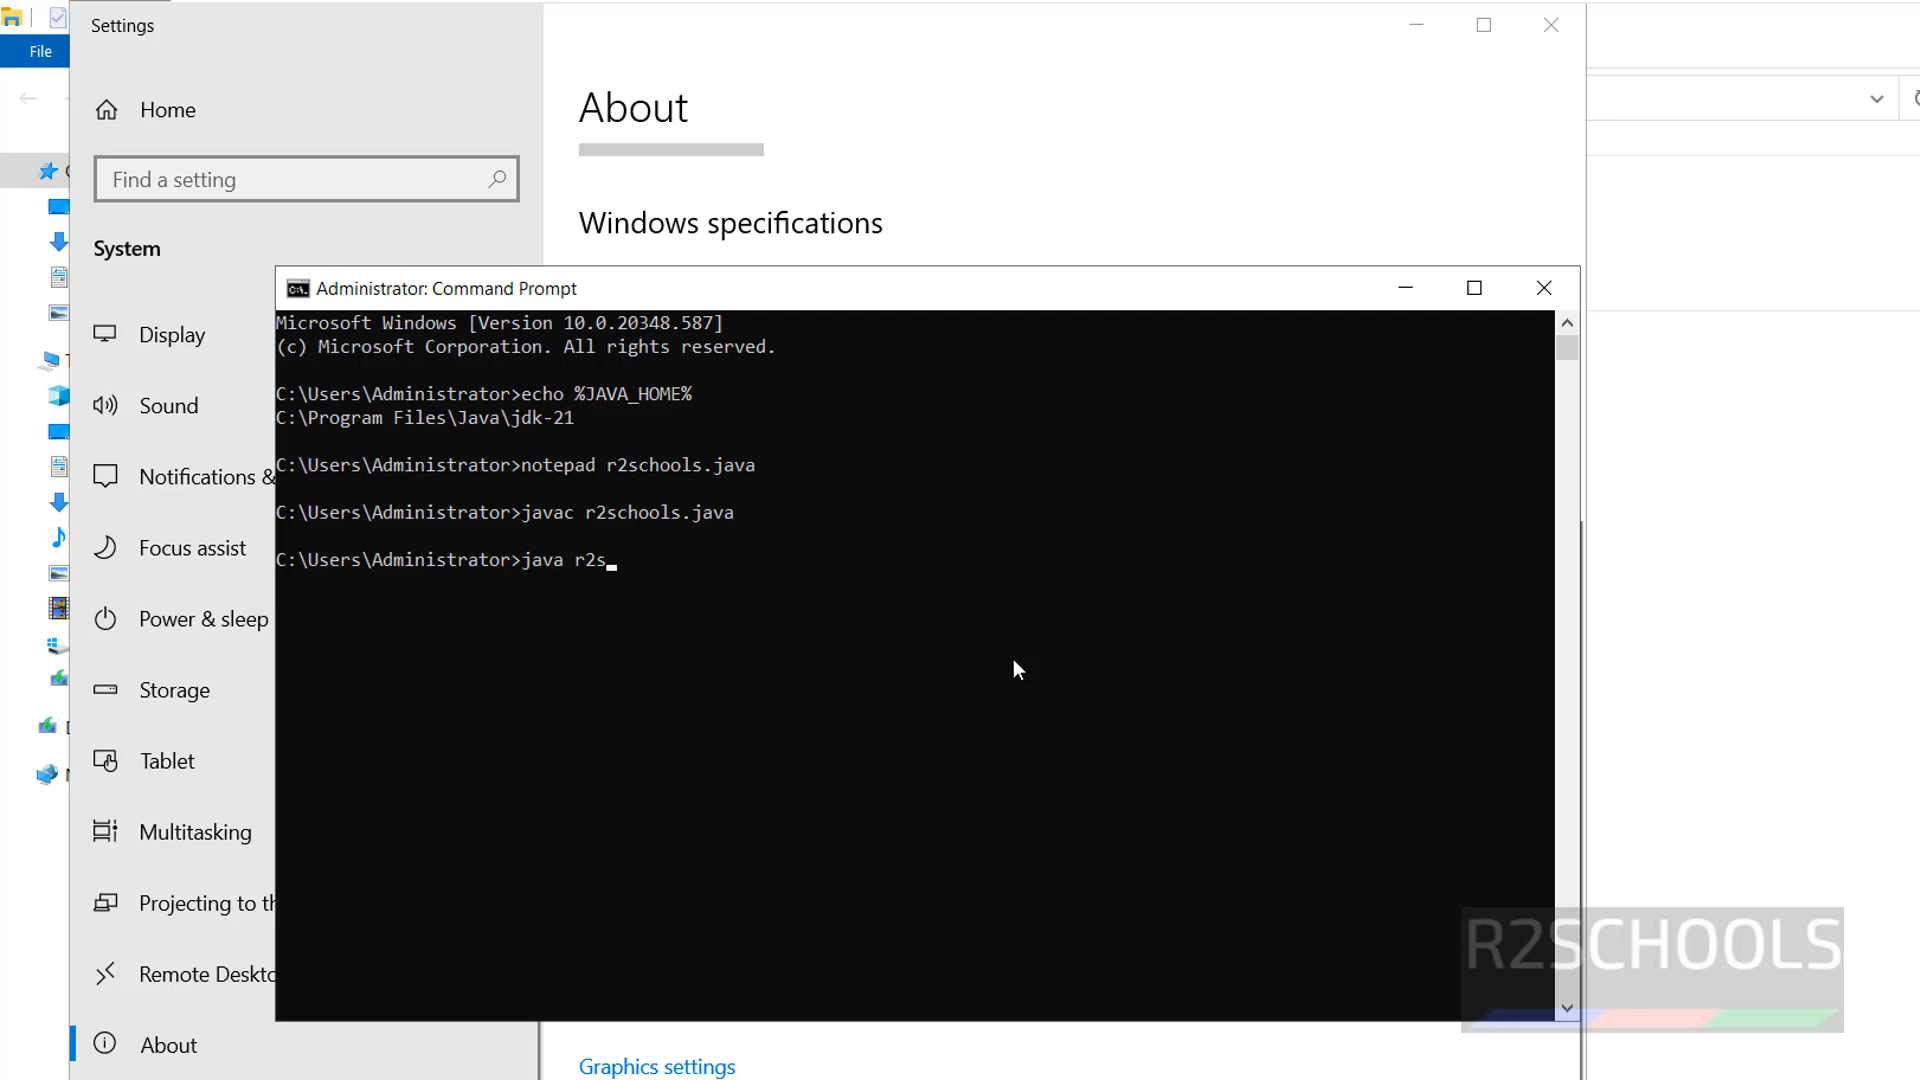 Settings
File
Home
About
Find a setting
Windows specifications
System
Administrator: Command Prompt
Microsoft Windows [Version 10.0.20348.587]
(c) Microsoft Corporation. All rights reserved.
C:\Users\Administrator>echo %JAVA_HOME%
C:\Program Files\Java\jdk-21
C:\Users\Administrator>notepad r2schools.java
C:\Users\Administrator>javac r2schools.java
C:\Users\Administrator>java r2s
Display
Sound
Notifications &
Focus assist
Power & sleep
Storage
Tablet
Multitasking
Projecting to th
Remote Deskto
About
R2SCHOOLS
Graphics settings